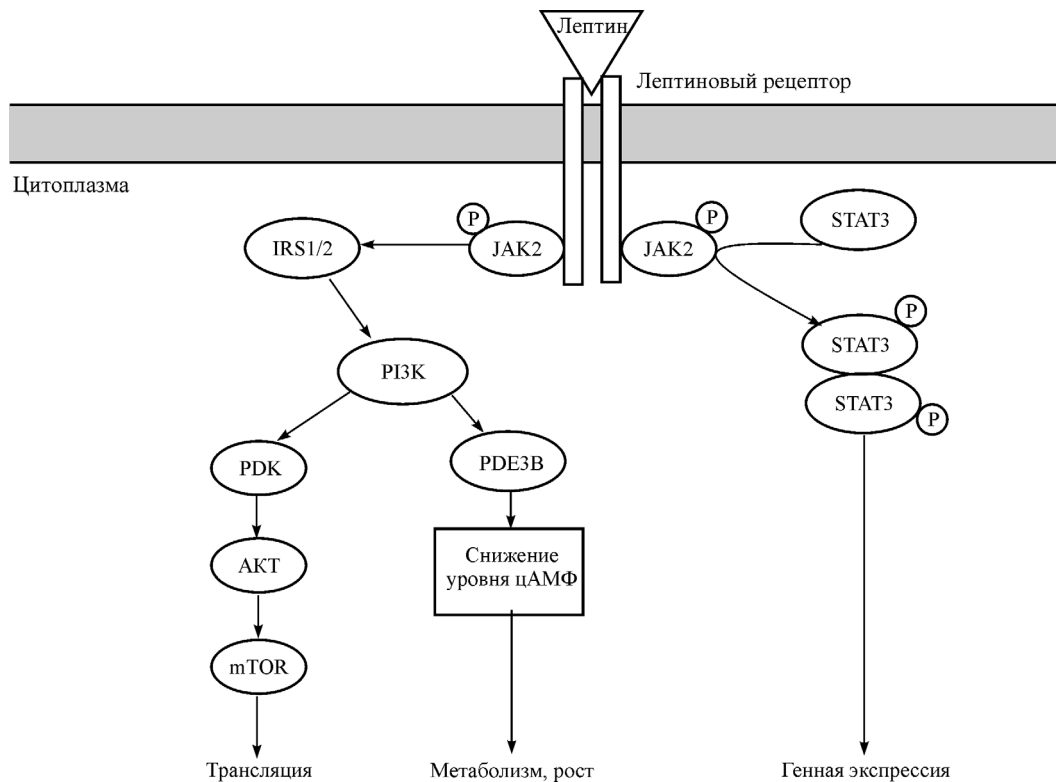 Лептин
Лептиновый рецептор
Цитоплазма
P
P
STAT3
IRS1/2
JAK2
JAK2
P
STAT3
PI3K
STAT3
P
PDK
PDE3B
Снижение
уровня цАМФ
АКТ
mTOR
Трансляция
Метаболизм, рост
Генная экспрессия